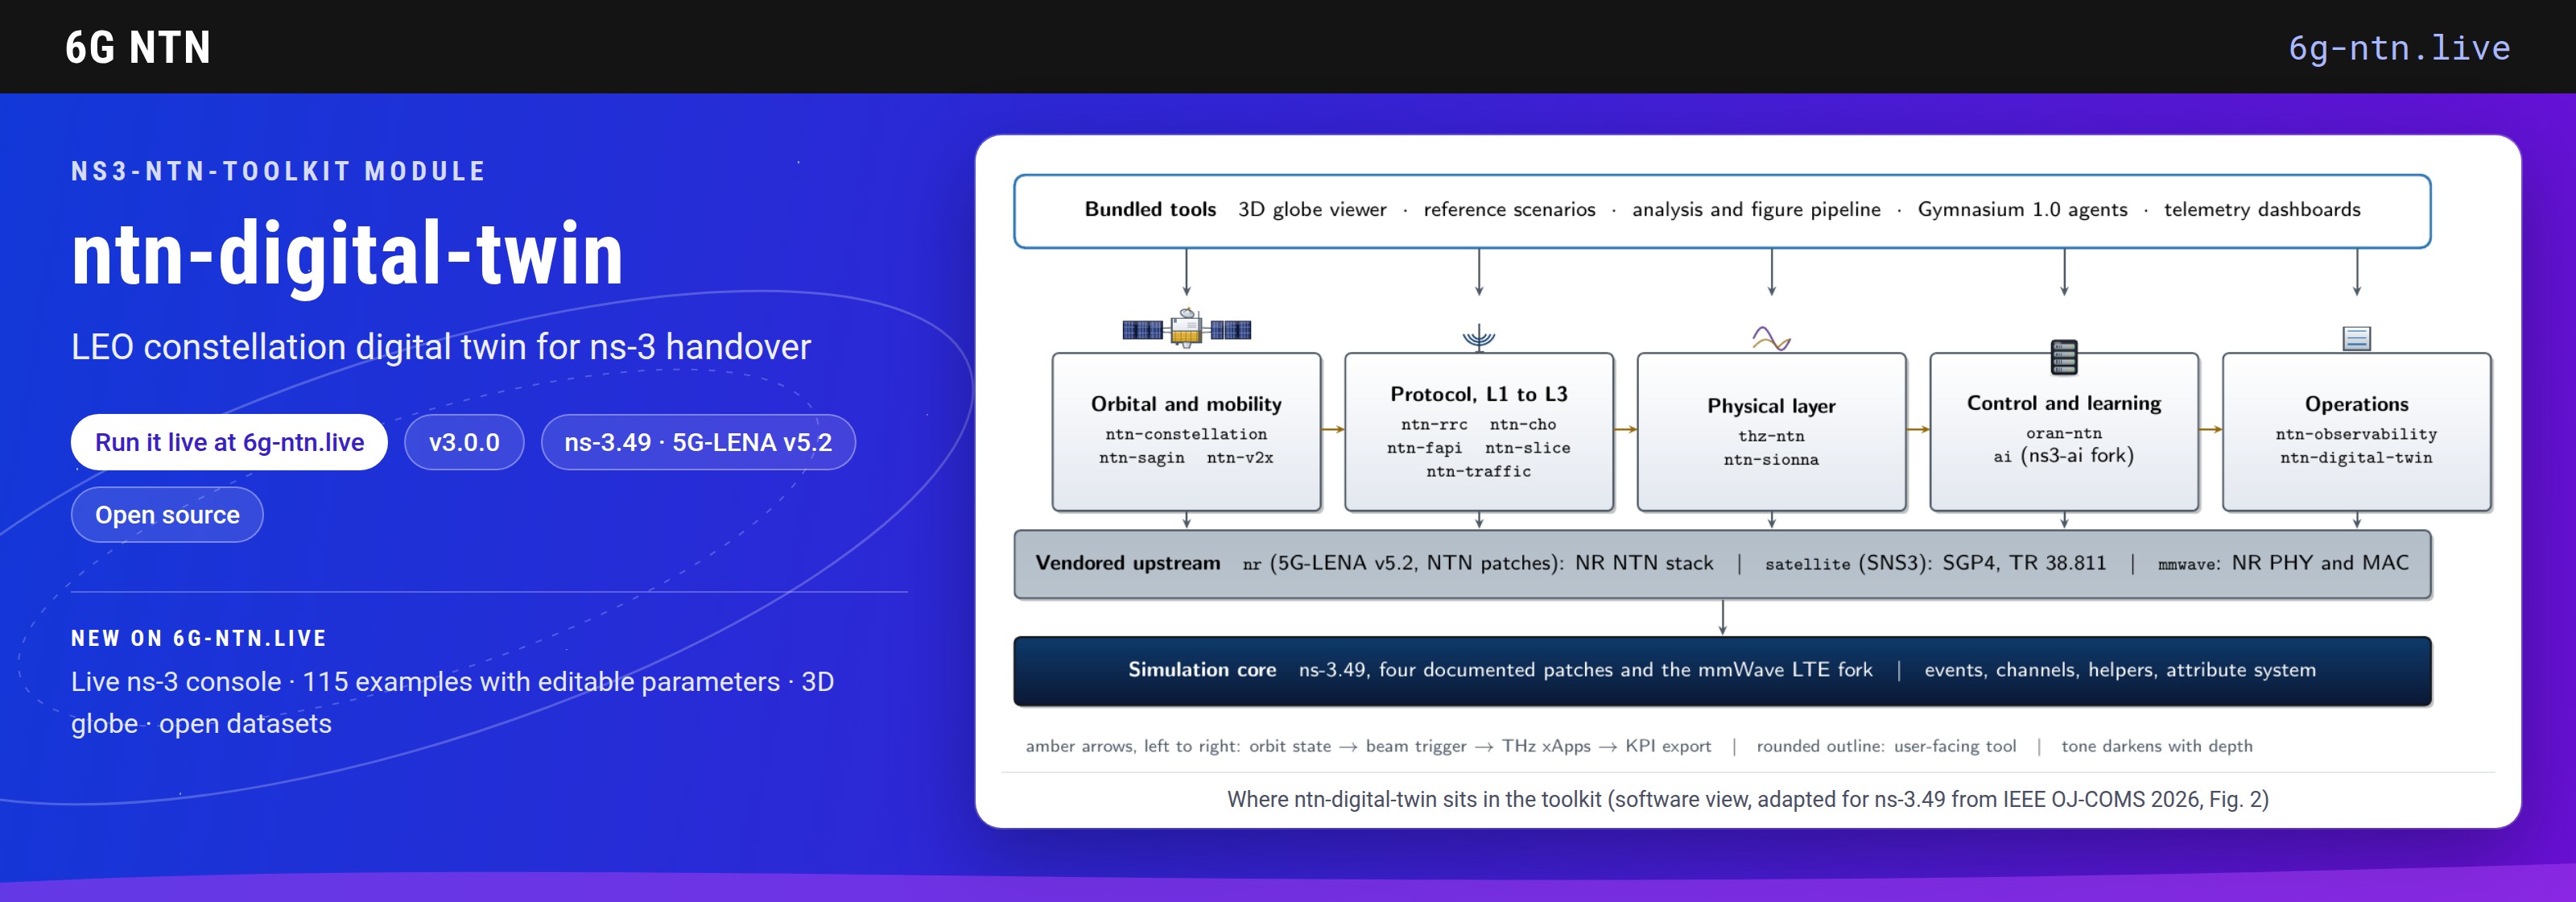 6G NTN
6g-ntn.live
NS3-NTN-TOOLKIT MODULE
ntn-digital-twin
LEO constellation digital twin for ns-3 handover
Run it live at 6g-ntn.live
v3.0.0
ns-3.49 · 5G-LENA v5.2
Open source
NEW ON 6G-NTN.LIVE
Live ns-3 console · 115 examples with editable parameters · 3D
globe · open datasets
Bundled tools 3D globe viewer · reference scenarios · analysis and figure pipeline · Gymnasium 1.0 agents · telemetry dashboards
Orbital and mobility
ntn-constellation
ntn-sagin ntn-v2x
Protocol, L1 to L3
ntn-rrc ntn-cho
ntn-fapi ntn-slice
ntn-traffic
Physical layer
thz-ntn
ntn-sionna
Control and learning
oran-ntn
ai (ns3-ai fork)
Operations
ntn-observability
ntn-digital-twin
Vendored upstream nr (5G-LENA v5.2, NTN patches): NR NTN stack | satellite (SNS3): SGP4, TR 38.811 | mmwave: NR PHY and MAC
Simulation core ns-3.49, four documented patches and the mmWave LTE fork | events, channels, helpers, attribute system
amber arrows, left to right: orbit state → beam trigger → THz xApps → KPI export | rounded outline: user-facing tool | tone darkens with depth
Where ntn-digital-twin sits in the toolkit (software view, adapted for ns-3.49 from IEEE OJ-COMS 2026, Fig. 2)